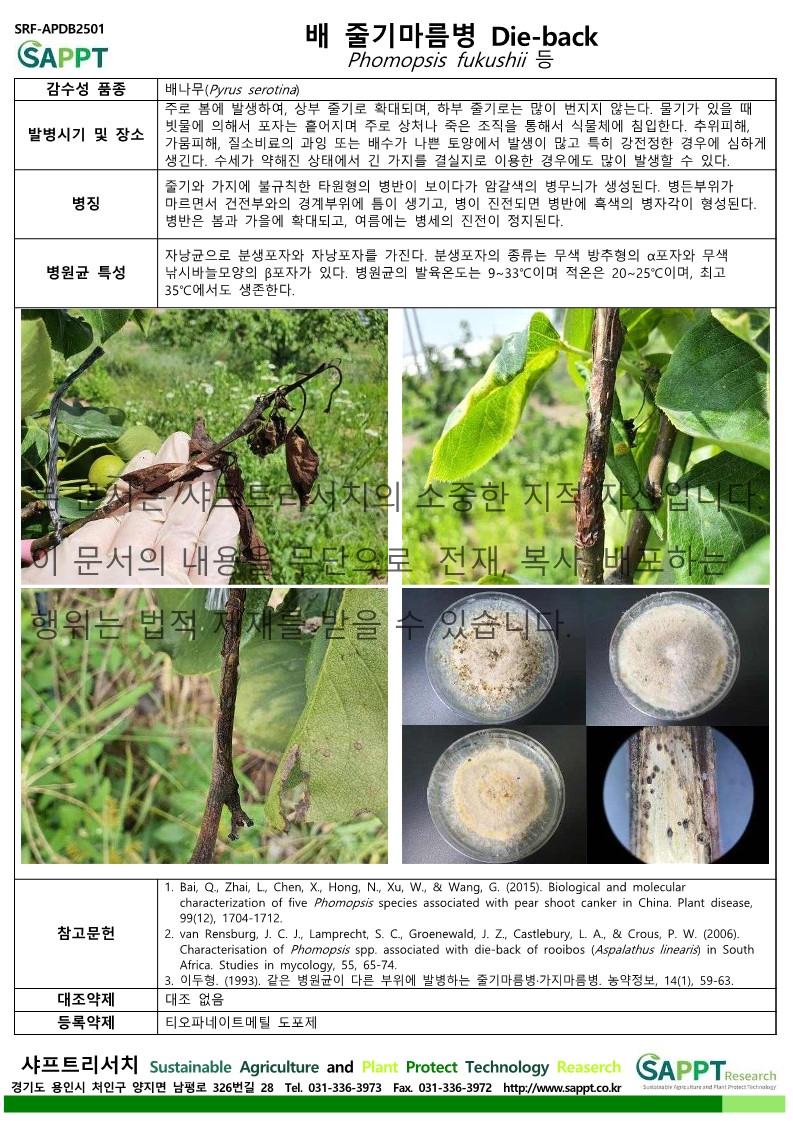 SRF-APDB2501
SAPPT
배 줄기마름병 Die-back
Phomopsis fukushii 등
감수성 품종
배나무(Pyrus serotina)
발병시기 및 장소
주로 봄에 발생하여, 상부 줄기로 확대되며, 하부 줄기로는 많이 번지지 않는다. 물기가 있을 때
빗물에 의해서 포자는 흩어지며 주로 상처나 죽은 조직을 통해서 식물체에 침입한다. 추위피해,
가뭄피해, 질소비료의 과잉 또는 배수가 나쁜 토양에서 발생이 많고 특히 강전정한 경우에 심하게
생긴다. 수세가 약해진 상태에서 긴 가지를 결실지로 이용한 경우에도 많이 발생할 수 있다.
병징
줄기와 가지에 불규칙한 타원형의 병반이 보이다가 암갈색의 병무늬가 생성된다. 병든부위가
마르면서 건전부와의 경계부위에 틈이 생기고, 병이 진전되면 병반에 흑색의 병자각이 형성된다.
병반은 봄과 가을에 확대되고, 여름에는 병세의 진전이 정지된다.
병원균 특성
자낭균으로 분생포자와 자낭포자를 가진다. 분생포자의 종류는 무색 방추형의 α포자와 무색
낚시바늘모양의 β포자가 있다. 병원균의 발육온도는 9~33℃이며 적온은 20~25℃이며, 최고
35℃에서도 생존한다.
본 문서는 샤프트리서치의 소중한 지적 자산입니다.
이 문서의 내용을 무단으로 전재, 복사, 배포하는
행위는 법적 제재를 받을 수 있습니다.
참고문헌
1. Bai, Q., Zhai, L., Chen, X., Hong, N., Xu, W., & Wang, G. (2015). Biological and molecular
characterization of five Phomopsis species associated with pear shoot canker in China. Plant disease,
99(12), 1704-1712.
2. van Rensburg, J. C. J., Lamprecht, S. C., Groenewald, J. Z., Castlebury, L. A., & Crous, P. W. (2006).
Characterisation of Phomopsis spp. associated with die-back of rooibos (Aspalathus linearis) in South
Africa. Studies in mycology, 55, 65-74.
3. 이두형. (1993). 같은 병원균이 다른 부위에 발병하는 줄기마름병·가지마름병. 농약정보, 14(1), 59-63.
대조약제
대조 없음
등록약제
티오파네이트메틸 도포제
샤프트리서치 Sustainable Agriculture and Plant Protect Technology Reaserch
경기도 용인시 처인구 양지면 남평로 326번길 28 Tel. 031-336-3973 Fax. 031-336-3972 http://www.sappt.co.kr
SAPPT Research
Sustainable Agriculture and Plant Protect Technology